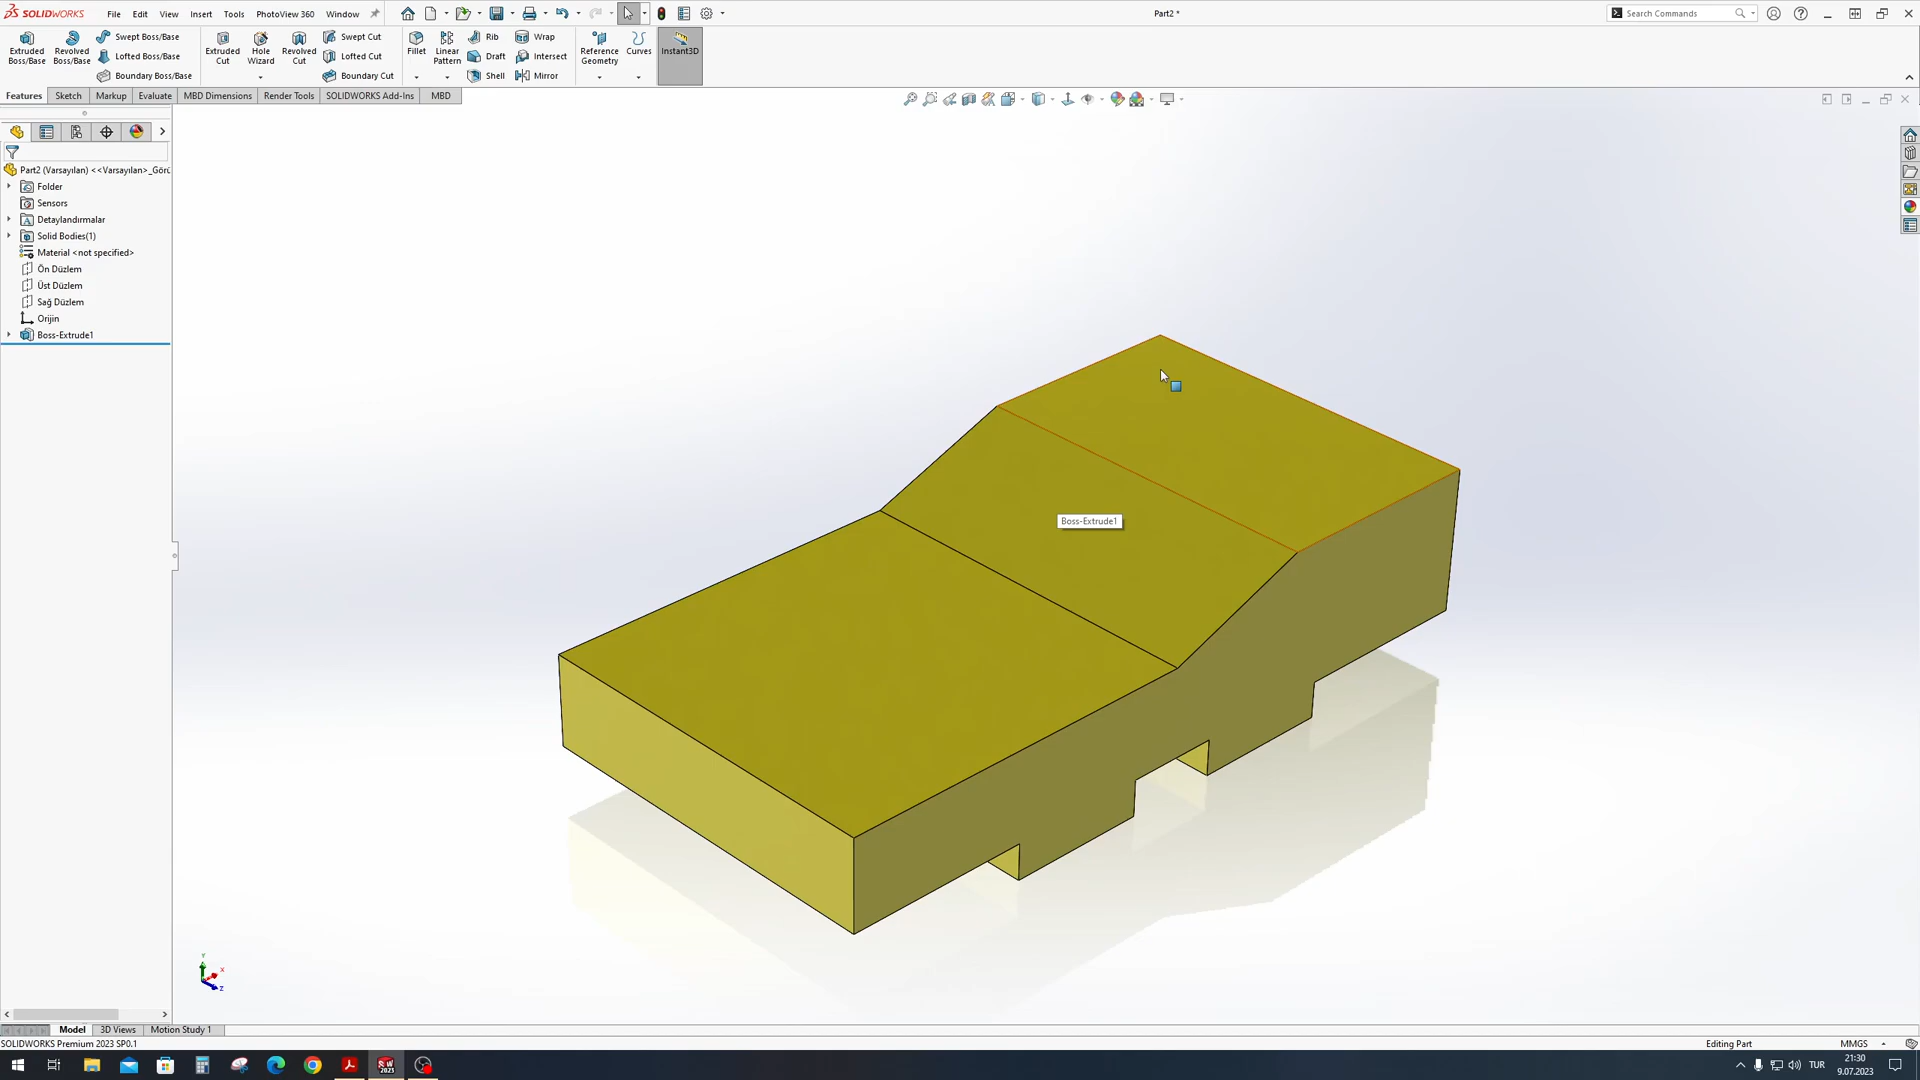 SOLIDWORKS File Edit View Insert Tools PhotoView 360 Window Part2 * Search Commands
Extruded Boss/Base
Revolved Boss/Base
Swept Boss/Base
Lofted Boss/Base
Boundary Boss/Base
Extruded Cut
Hole Wizard
Revolved Cut
Swept Cut
Lofted Cut
Boundary Cut
Fillet
Linear Pattern
Rib
Draft
Shell
Wrap
Intersect
Mirror
Reference Geometry
Curves
Instant3D
Features Sketch Markup Evaluate MBD Dimensions Render Tools SOLIDWORKS Add-Ins MBD
Part2 (Varsayılan) <<Varsayılan>_Görü
Folder
Sensors
Detaylandırmalar
Solid Bodies(1)
Material <not specified>
Ön Düzlem
Üst Düzlem
Sağ Düzlem
Orijin
Boss-Extrude1
Boss-Extrude1
Y
X
Z
Model 3D Views Motion Study 1
SOLIDWORKS Premium 2023 SP0.1 Editing Part MMGS
TUR
21:30
9.07.2023